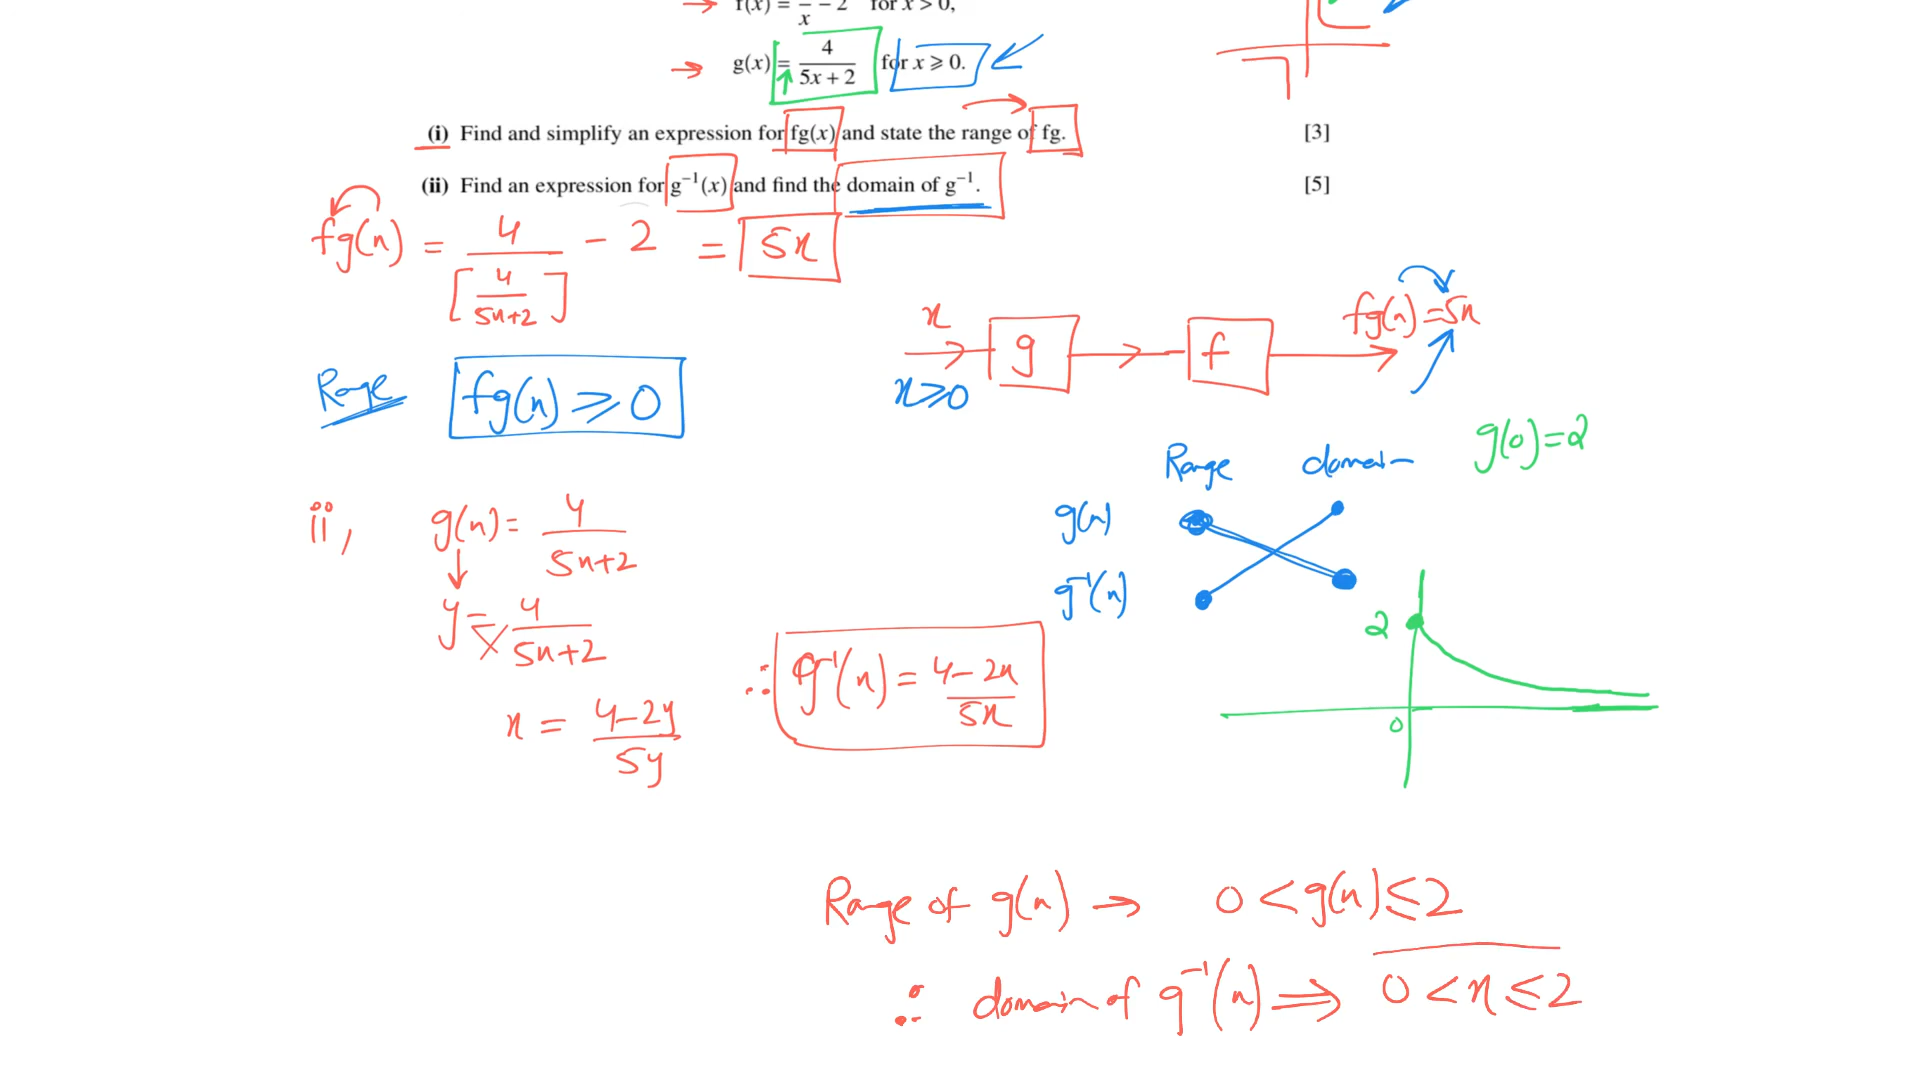 f(x) = — − 2 for x > 0,
x
g(x) = 4/(5x + 2) for x ⩾ 0.
(i) Find and simplify an expression for fg(x) and state the range of fg. [3]
(ii) Find an expression for g⁻¹(x) and find the domain of g⁻¹. [5]
fg(x) = 4/[4/(5x+2)] − 2 = 5x
x → g → f → fg(x) = 5x
x ⩾ 0
Range fg(x) ⩾ 0
g(0) = 2
Range domain
g(x)
g⁻¹(x)
ii, g(x) = 4/(5x+2)
y = 4/(5x+2)
x = (4−2y)/5y
∴ g⁻¹(x) = (4−2x)/5x
2
0
Range of g(x) → 0 < g(x) ⩽ 2
∴ domain of g⁻¹(x) ⟹ 0 < x ⩽ 2